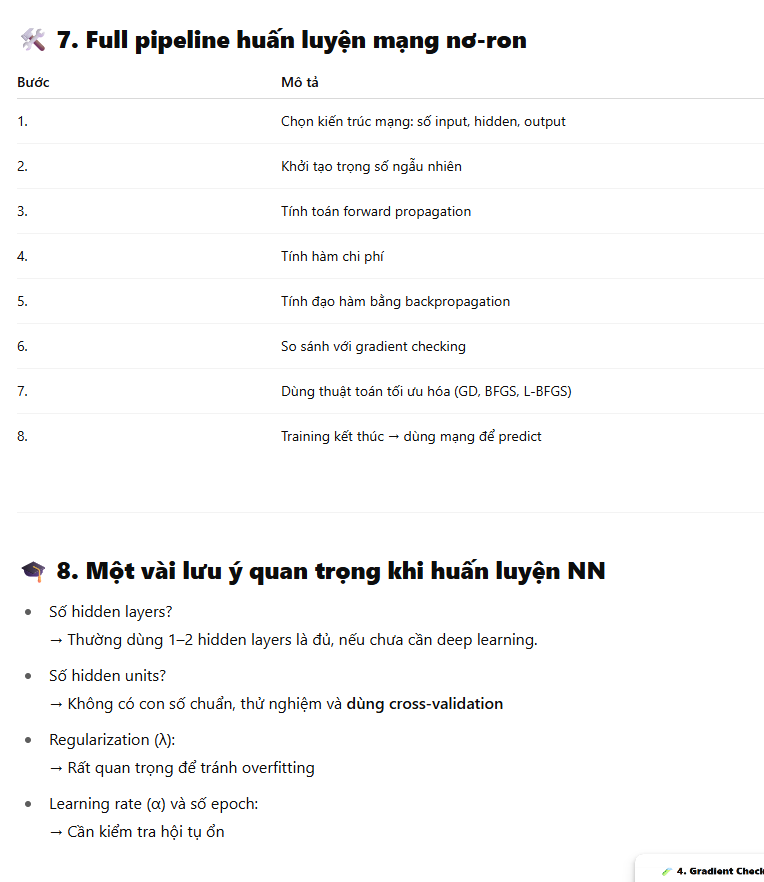 🛠️ 7. Full pipeline huấn luyện mạng nơ-ron
Bước Mô tả
1. Chọn kiến trúc mạng: số input, hidden, output
2. Khởi tạo trọng số ngẫu nhiên
3. Tính toán forward propagation
4. Tính hàm chi phí
5. Tính đạo hàm bằng backpropagation
6. So sánh với gradient checking
7. Dùng thuật toán tối ưu hóa (GD, BFGS, L-BFGS)
8. Training kết thúc → dùng mạng để predict
🎓 8. Một vài lưu ý quan trọng khi huấn luyện NN
• Số hidden layers?
→ Thường dùng 1–2 hidden layers là đủ, nếu chưa cần deep learning.
• Số hidden units?
→ Không có con số chuẩn, thử nghiệm và dùng cross-validation
• Regularization (λ):
→ Rất quan trọng để tránh overfitting
• Learning rate (α) và số epoch:
→ Cần kiểm tra hội tụ ổn
4. Gradient Check